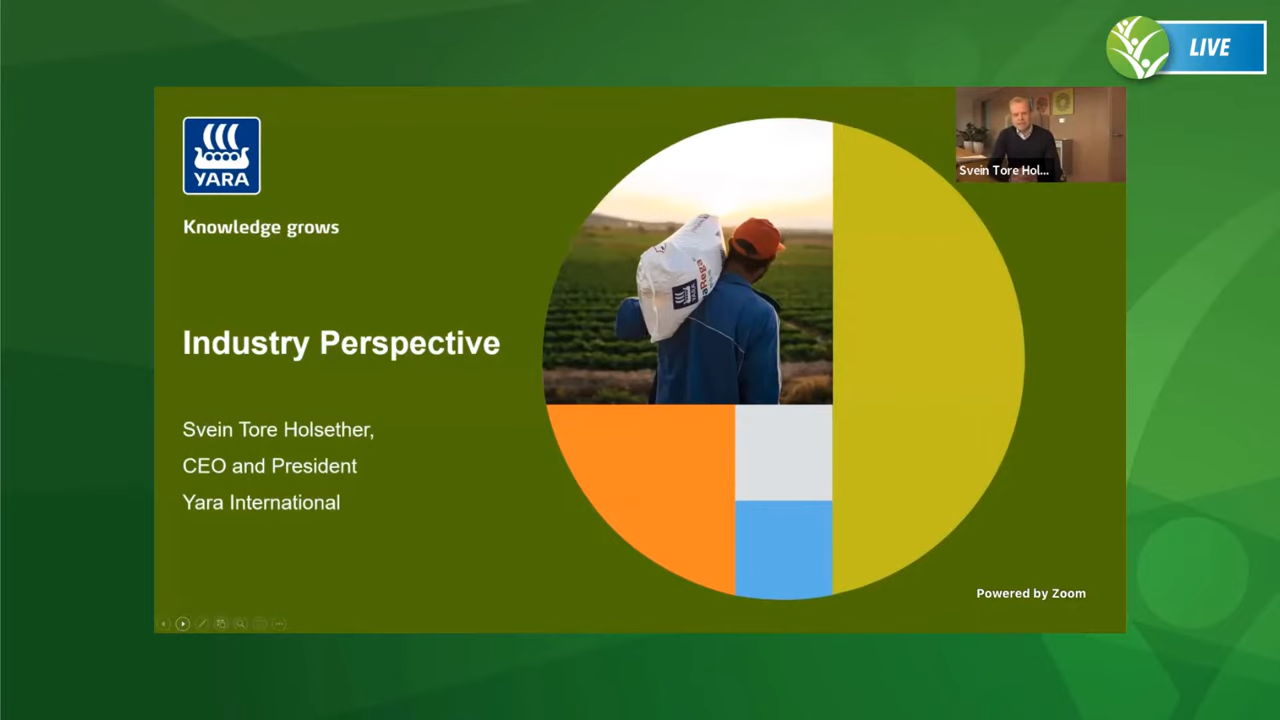 LIVE
YARA
Knowledge grows
Svein Tore Hol...
YARA
Industry Perspective
Svein Tore Holsether,
CEO and President
Yara International
Powered by Zoom